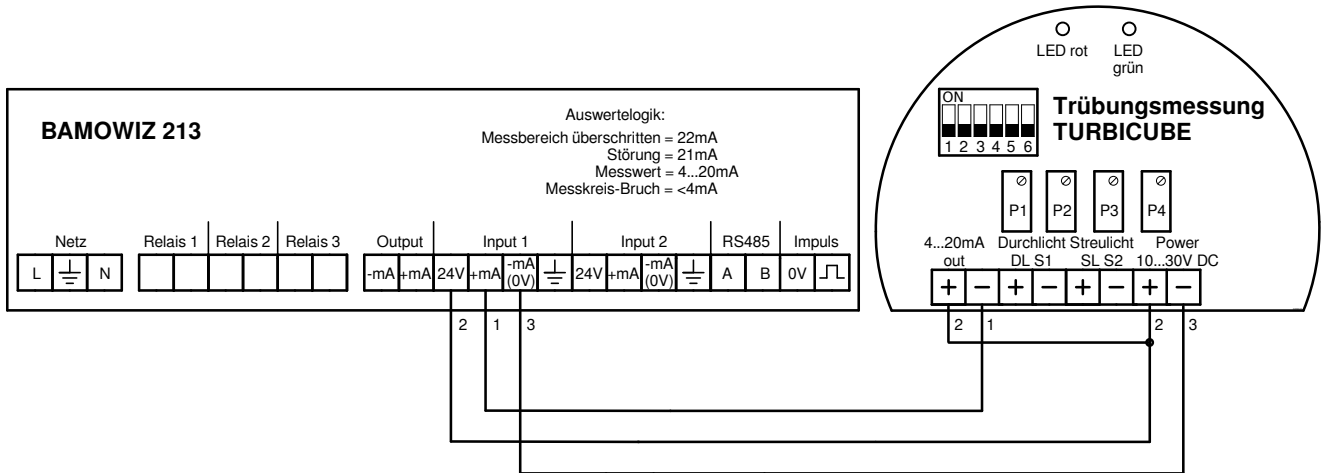 LED rot LED
grün
BAMOWIZ 213
Auswertelogik:
Messbereich überschritten = 22mA
Störung = 21mA
Messwert = 4...20mA
Messkreis-Bruch = <4mA
ON
1 2 3 4 5 6
Trübungsmessung
TURBICUBE
P1 P2 P3 P4
Netz Relais 1 Relais 2 Relais 3 Output Input 1 Input 2 RS485 Impuls
L N -mA +mA 24V +mA -mA (0V) 24V +mA -mA (0V) A B 0V
4...20mA Durchlicht Streulicht Power
out DL S1 SL S2 10...30V DC
+ − + − + − + −
2 1 3
2 1 2 3